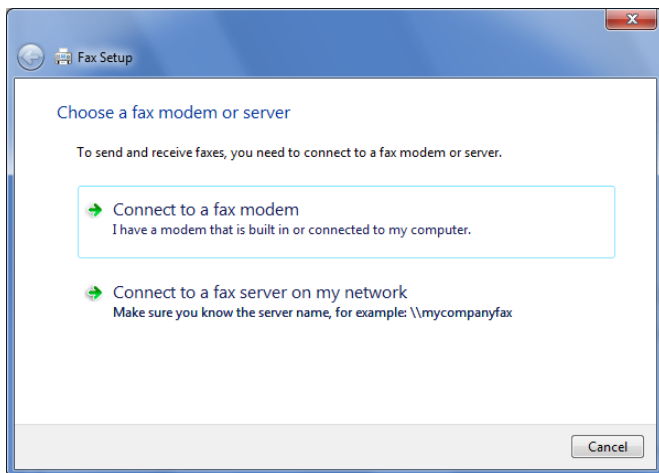 Fax Setup
Choose a fax modem or server
To send and receive faxes, you need to connect to a fax modem or server.
Connect to a fax modem
I have a modem that is built in or connected to my computer.
Connect to a fax server on my network
Make sure you know the server name, for example: \\mycompanyfax
Cancel